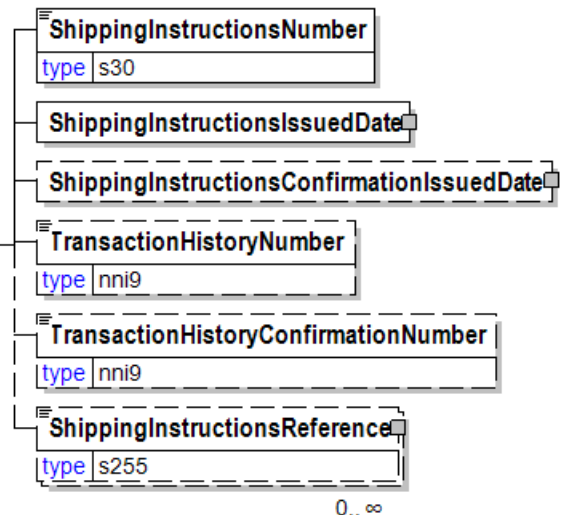 ShippingInstructionsNumber
type s30
ShippingInstructionsIssuedDate
ShippingInstructionsConfirmationIssuedDate
TransactionHistoryNumber
type nni9
TransactionHistoryConfirmationNumber
type nni9
ShippingInstructionsReference
type s255
0..∞